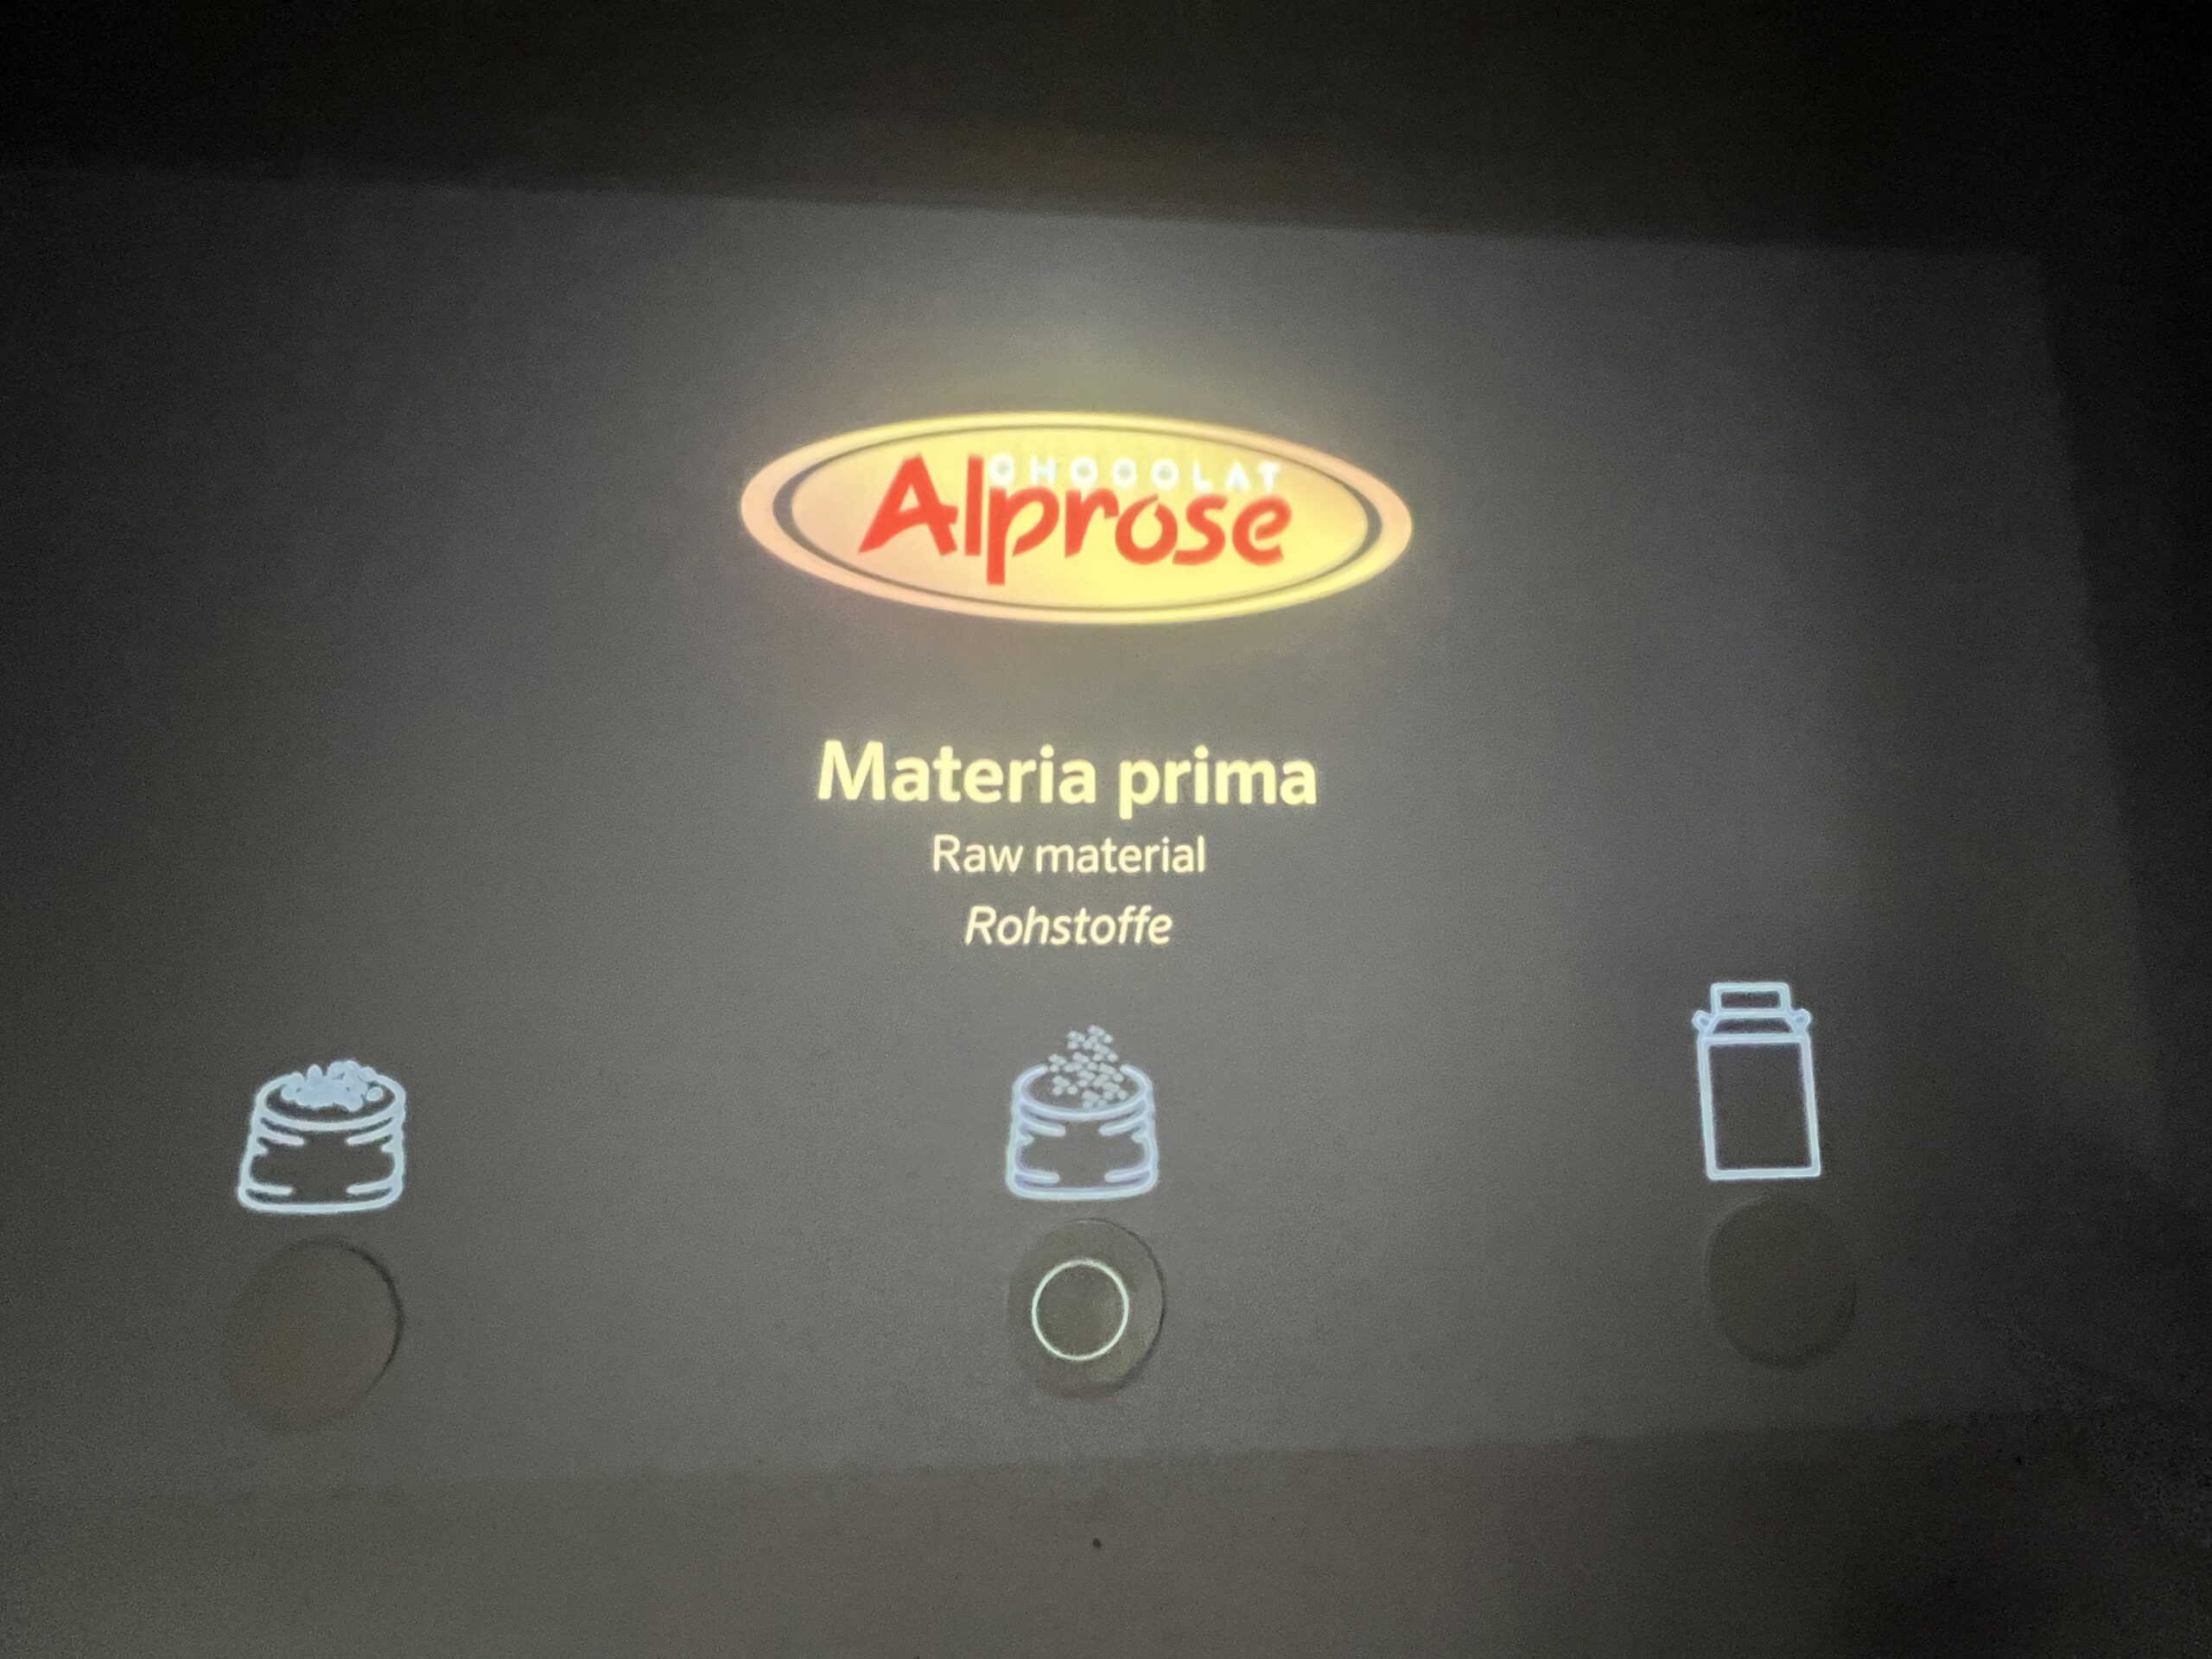 CHOCOLAT
Alprose
Materia prima
Raw material
Rohstoffe